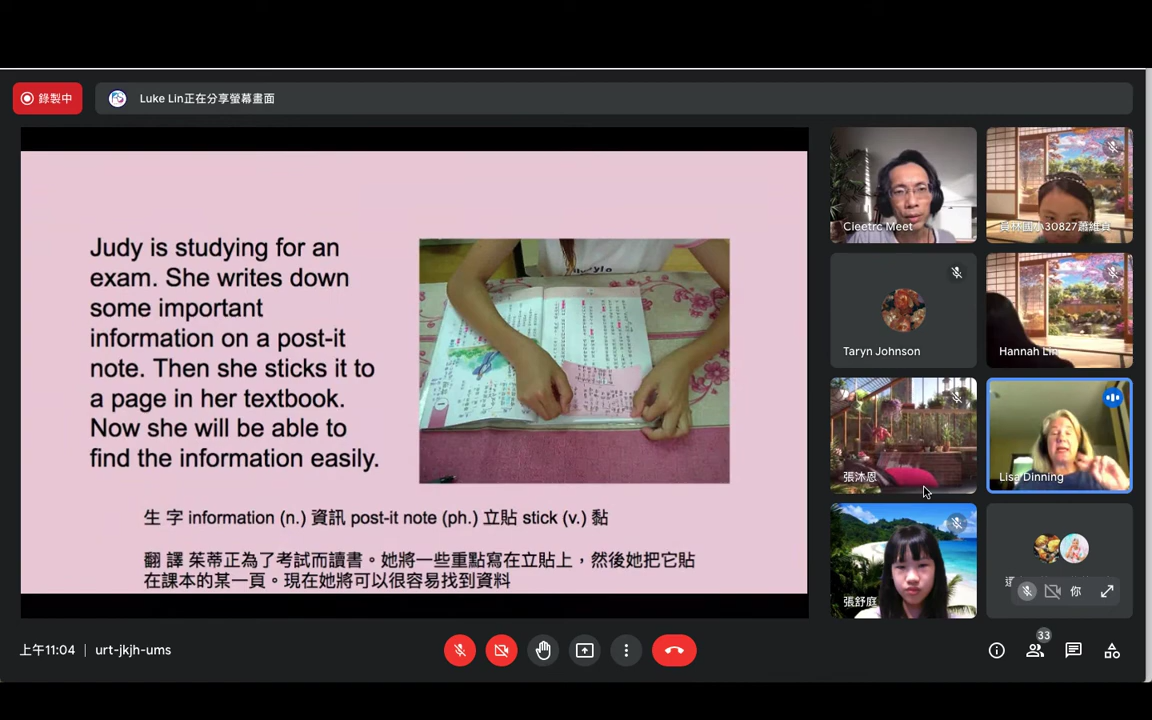 錄製中
Luke Lin正在分享螢幕畫面
Judy is studying for an
exam. She writes down
some important
information on a post-it
note. Then she sticks it to
a page in her textbook.
Now she will be able to
find the information easily.
生 字 information (n.) 資訊 post-it note (ph.) 立貼 stick (v.) 黏
翻 譯 茱蒂正為了考試而讀書。她將一些重點寫在立貼上，然後她把它貼
在課本的某一頁。現在她將可以很容易找到資料
Cleetrc Meet
Taryn Johnson
Hannah Lin
張沐恩
Lisa Dinning
張舒庭
你
上午11:04
urt-jkjh-ums
33